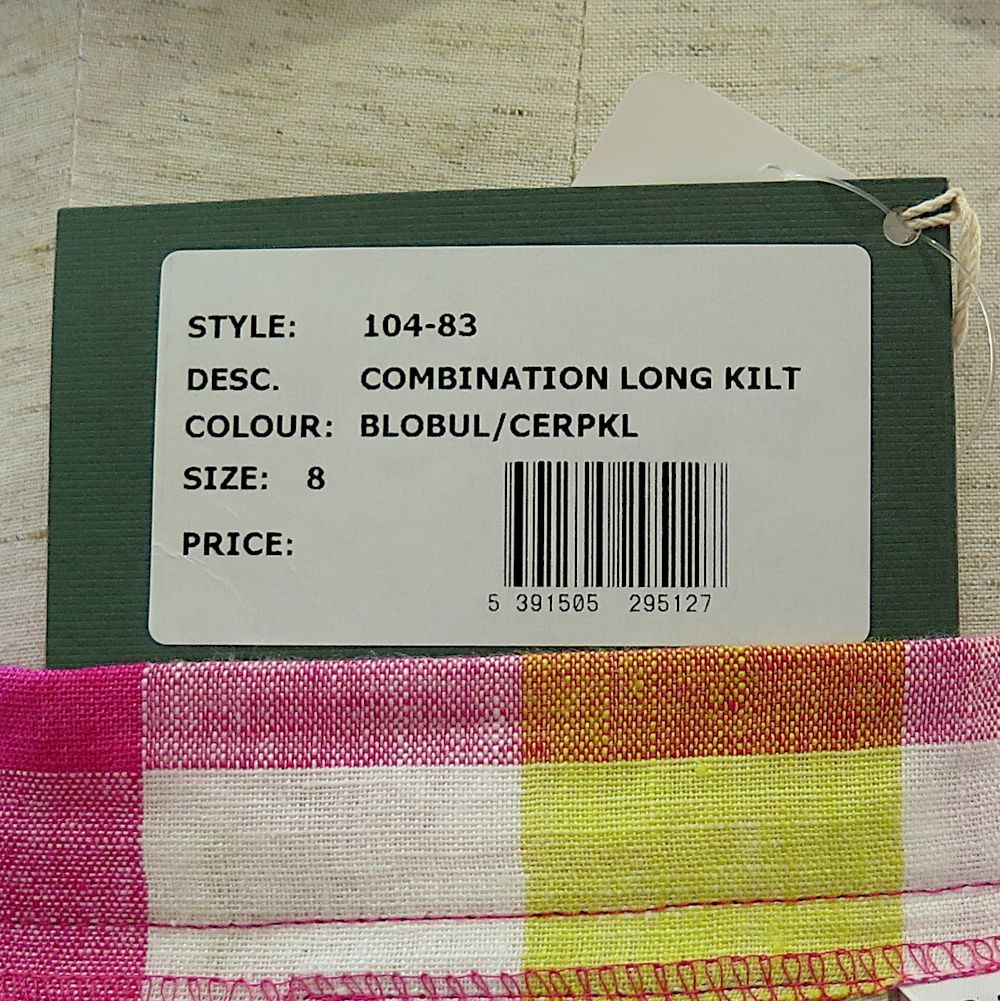 STYLE: 104-83
DESC. COMBINATION LONG KILT
COLOUR: BLOBUL/CERPKL
SIZE: 8
PRICE:
5 391505 295127